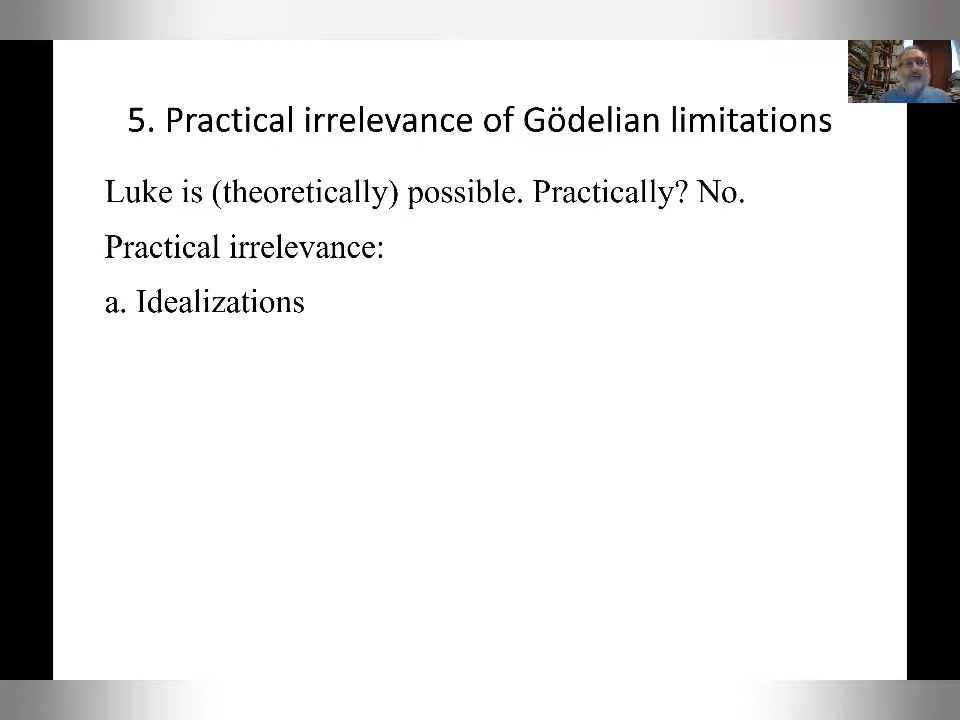 5. Practical irrelevance of Gödelian limitations
Luke is (theoretically) possible. Practically? No.
Practical irrelevance:
a. Idealizations